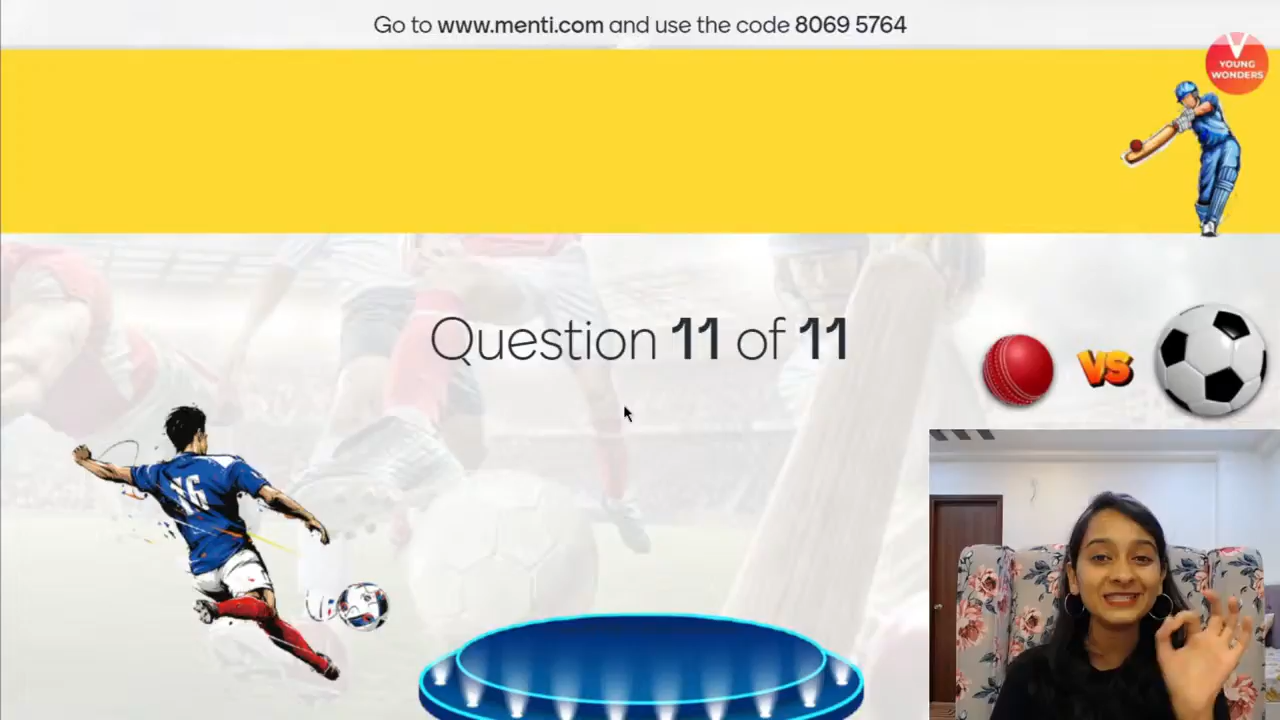 Go to www.menti.com and use the code 8069 5764
V
YOUNG
WONDERS
Question 11 of 11
VS
16